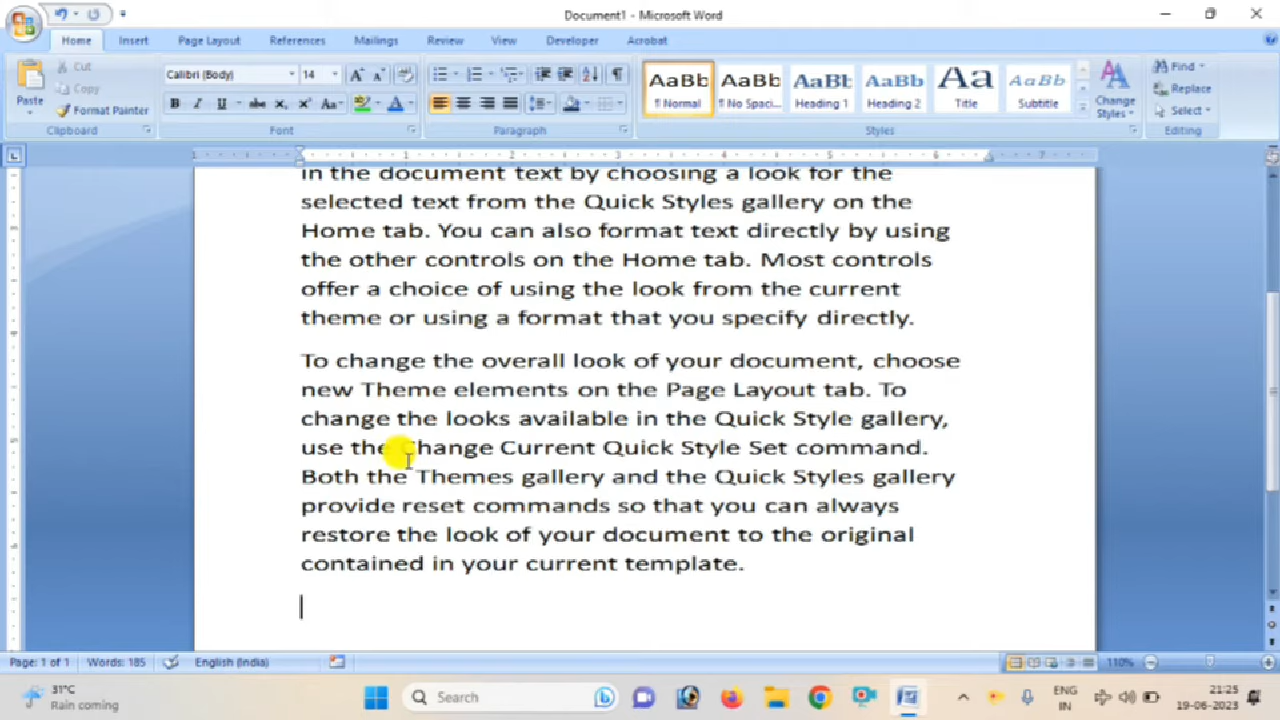 Document1 - Microsoft Word
Home Insert Page Layout References Mailings Review View Developer Acrobat
Paste
Cut
Copy
Format Painter
Clipboard
Calibri (Body) 14
Font
Paragraph
AaBb AaBb AaBb AaBb Aa AaBb
¶ Normal ¶ No Spaci... Heading 1 Heading 2 Title Subtitle
Change Styles
Styles
Find
Replace
Select
Editing
in the document text by choosing a look for the
selected text from the Quick Styles gallery on the
Home tab. You can also format text directly by using
the other controls on the Home tab. Most controls
offer a choice of using the look from the current
theme or using a format that you specify directly.
To change the overall look of your document, choose
new Theme elements on the Page Layout tab. To
change the looks available in the Quick Style gallery,
use the Change Current Quick Style Set command.
Both the Themes gallery and the Quick Styles gallery
provide reset commands so that you can always
restore the look of your document to the original
contained in your current template.
Page: 1 of 1 Words: 185 English (India) 110%
31°C
Rain coming
Search
ENG
IN
21:25
19-06-2023